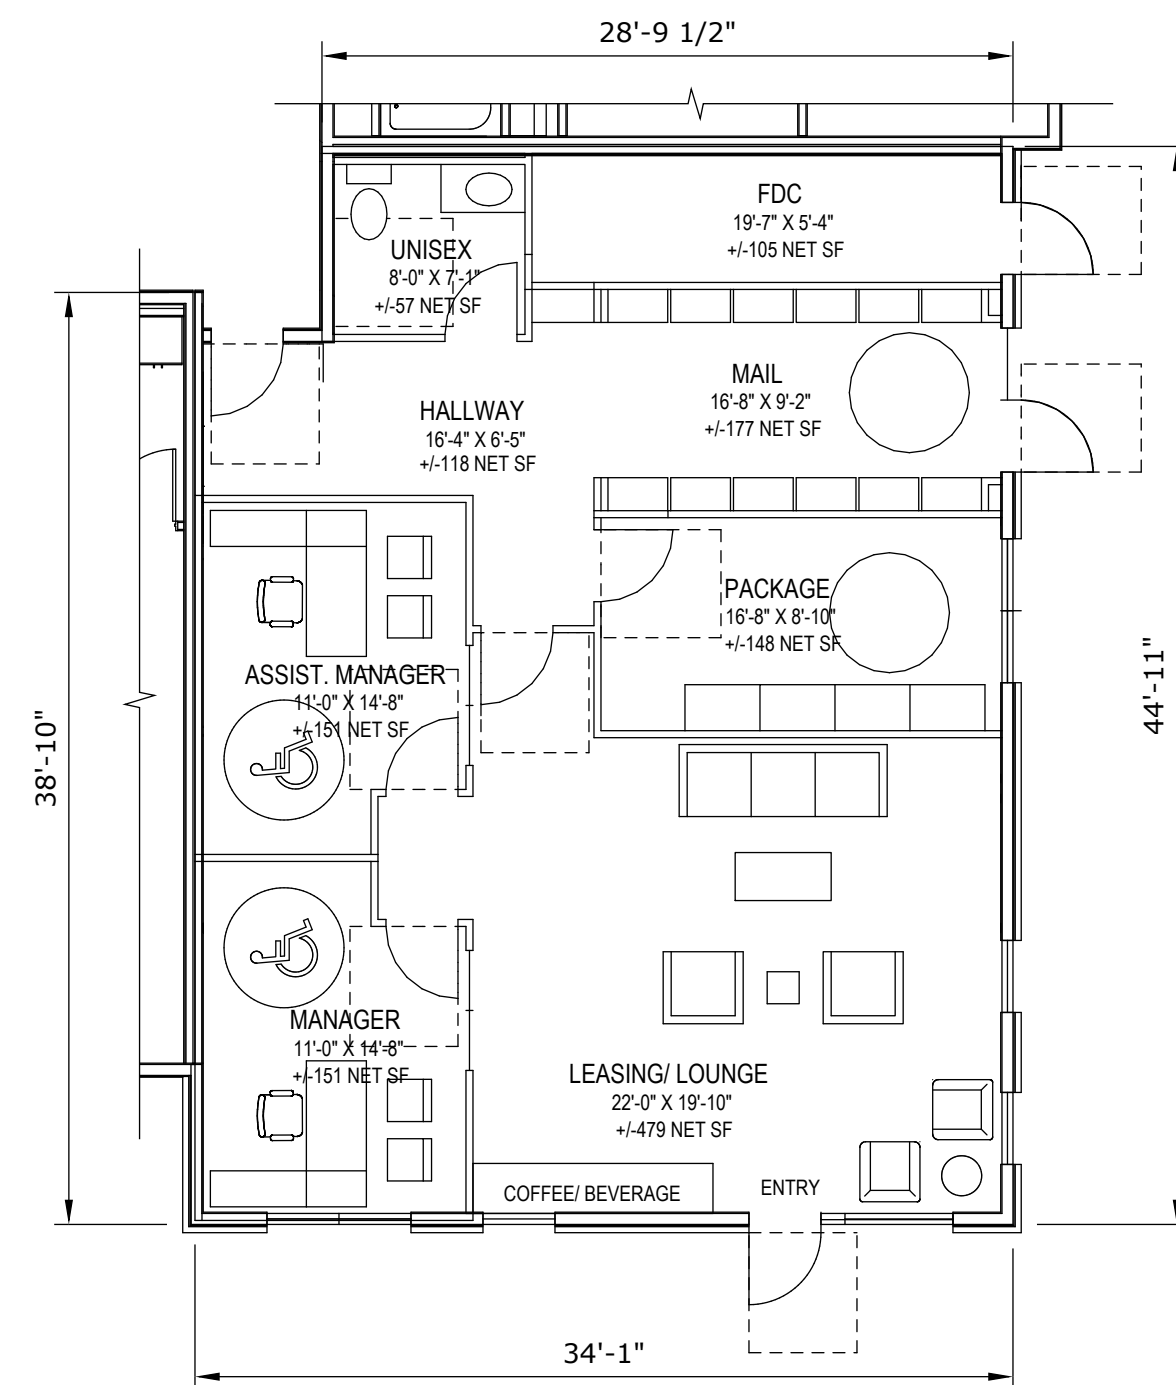 28'-9 1/2"
FDC
19'-7" X 5'-4"
+/-105 NET SF
UNISEX
8'-0" X 7'-1"
+/-57 NET SF
MAIL
16'-8" X 9'-2"
+/-177 NET SF
HALLWAY
16'-4" X 6'-5"
+/-118 NET SF
PACKAGE
16'-8" X 8'-10"
+/-148 NET SF
ASSIST. MANAGER
11'-0" X 14'-8"
+/-151 NET SF
44'-11"
38'-10"
MANAGER
11'-0" X 14'-8"
+/-151 NET SF
LEASING/ LOUNGE
22'-0" X 19'-10"
+/-479 NET SF
COFFEE/ BEVERAGE
ENTRY
34'-1"